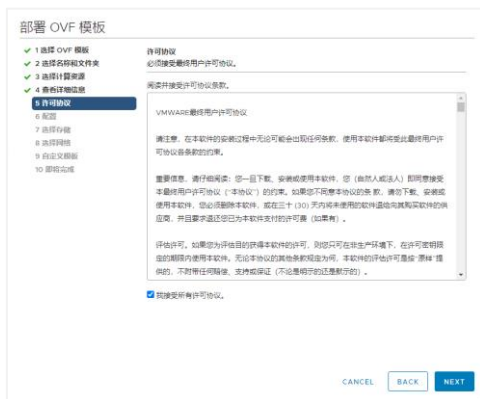 部署 OVF 模板
1 选择 OVF 模板
2 选择名称和文件夹
3 选择计算资源
4 查看详细信息
5 许可协议
6 配置
7 选择存储
8 选择网络
9 自定义模板
10 即将完成
许可协议
必须接受最终用户许可协议。
阅读并接受许可协议条款。
VMWARE最终用户许可协议
请注意，在本软件的安装过程中无论可能会出现任何条款，使用本软件都将受此最终用户许
可协议各条款的约束。
重要信息，请仔细阅读：您一旦下载、安装或使用本软件，您（自然人或法人）即同意接受
本最终用户许可协议（“本协议”）的约束。如果您不同意本协议的条 款，请勿下载、安装或
使用本软件，您必须删除本软件，或在三十 (30) 天内将未使用的软件退给向其购买软件的供
应商，并且要求退还您已为本软件支付的许可费（如果有）。
评估许可。如果您为评估目的获得本软件的许可，则您只可在非生产环境下，在许可密钥限
定的期限内使用本软件。无论本协议的其他条款规定为何，本软件的评估许可是按“原样”提
供的，不附带任何赔偿、支持或保证（不论是明示的还是默示的）。
我接受所有许可协议。
CANCEL
BACK
NEXT